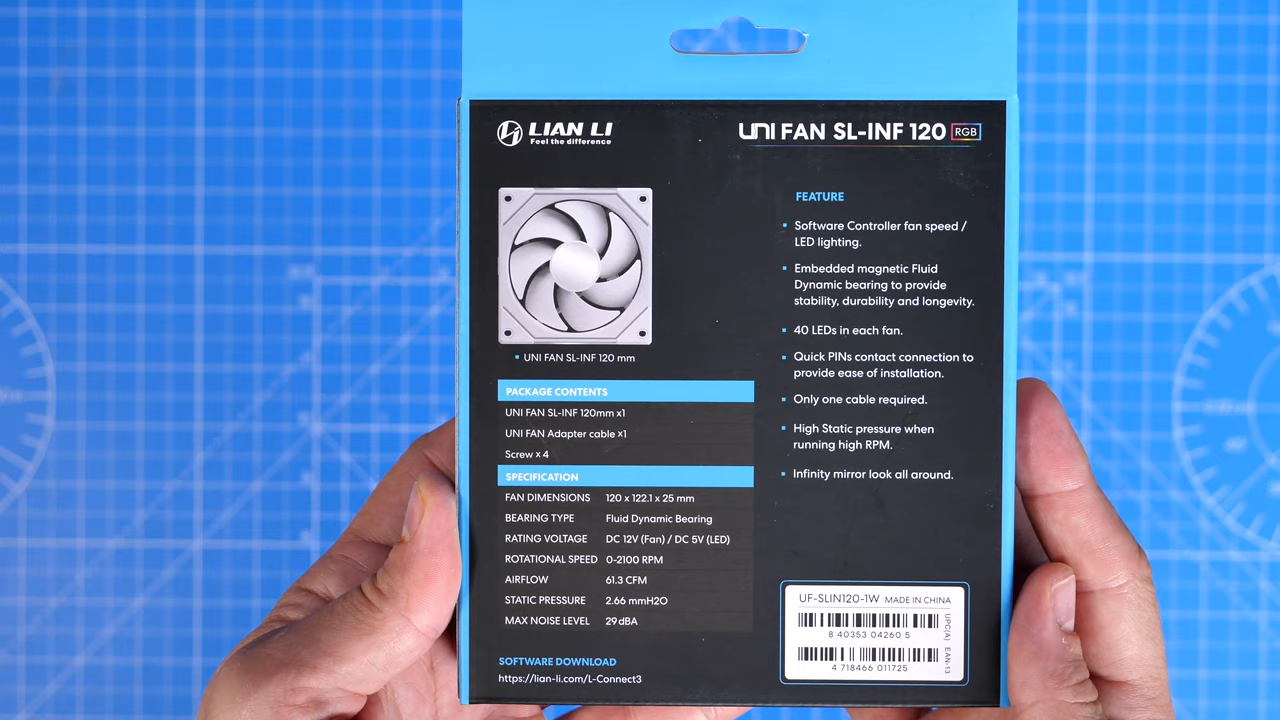 LIAN LI
Feel the difference
UNI FAN SL-INF 120 RGB
UNI FAN SL-INF 120 mm
PACKAGE CONTENTS
UNI FAN SL-INF 120mm x1
UNI FAN Adapter cable x1
Screw x 4
SPECIFICATION
FAN DIMENSIONS 120 x 122.1 x 25 mm
BEARING TYPE Fluid Dynamic Bearing
RATING VOLTAGE DC 12V (Fan) / DC 5V (LED)
ROTATIONAL SPEED 0-2100 RPM
AIRFLOW 61.3 CFM
STATIC PRESSURE 2.66 mmH2O
MAX NOISE LEVEL 29 dBA
SOFTWARE DOWNLOAD
https://lian-li.com/L-Connect3
FEATURE
Software Controller fan speed /
LED lighting.
Embedded magnetic Fluid
Dynamic bearing to provide
stability, durability and longevity.
40 LEDs in each fan.
Quick PINs contact connection to
provide ease of installation.
Only one cable required.
High Static pressure when
running high RPM.
Infinity mirror look all around.
UF-SLIN120-1W MADE IN CHINA
8 40353 04260 5
UPC(A)
4 718466 011725
EAN-13